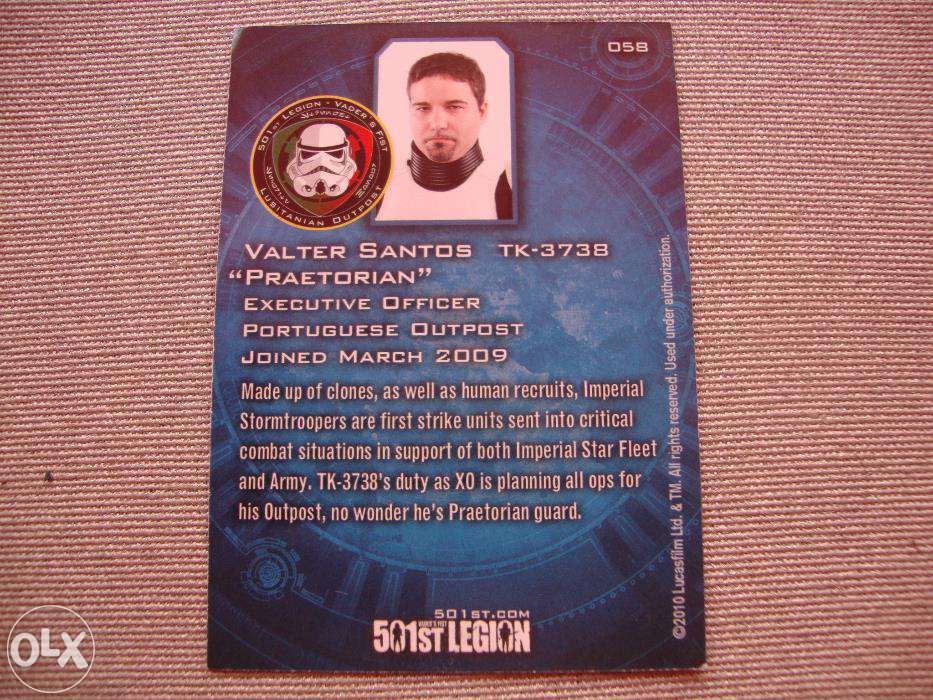 058
501st Legion - Vader's Fist
Lusitanian Outpost
Valter Santos TK-3738
"Praetorian"
Executive Officer
Portuguese Outpost
Joined March 2009
Made up of clones, as well as human recruits, Imperial
Stormtroopers are first strike units sent into critical
combat situations in support of both Imperial Star Fleet
and Army. TK-3738's duty as XO is planning all ops for
his Outpost, no wonder he's Praetorian guard.
©2010 Lucasfilm Ltd. & TM. All rights reserved. Used under authorization.
501st.com
VADER'S FIST
501ST LEGION
OLX